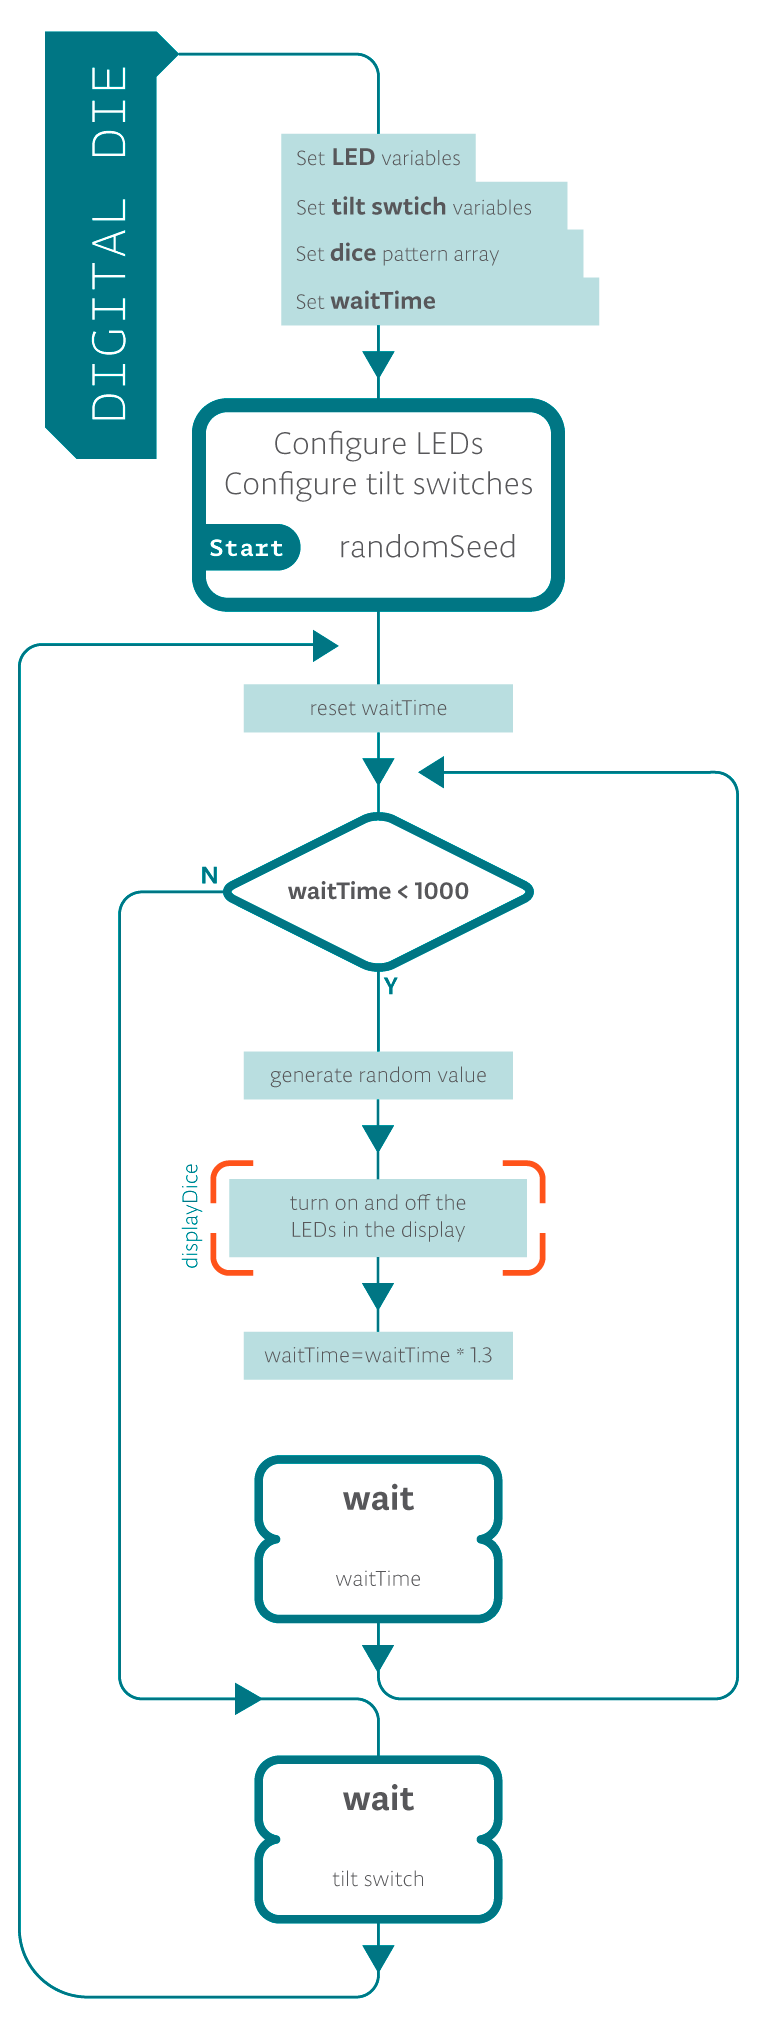 DIGITAL DIE
Set LED variables
Set tilt swtich variables
Set dice pattern array
Set waitTime
Configure LEDs
Configure tilt switches
Start
randomSeed
reset waitTime
N
waitTime < 1000
Y
generate random value
displayDice
turn on and off the
LEDs in the display
waitTime=waitTime * 1.3
wait
waitTime
wait
tilt switch